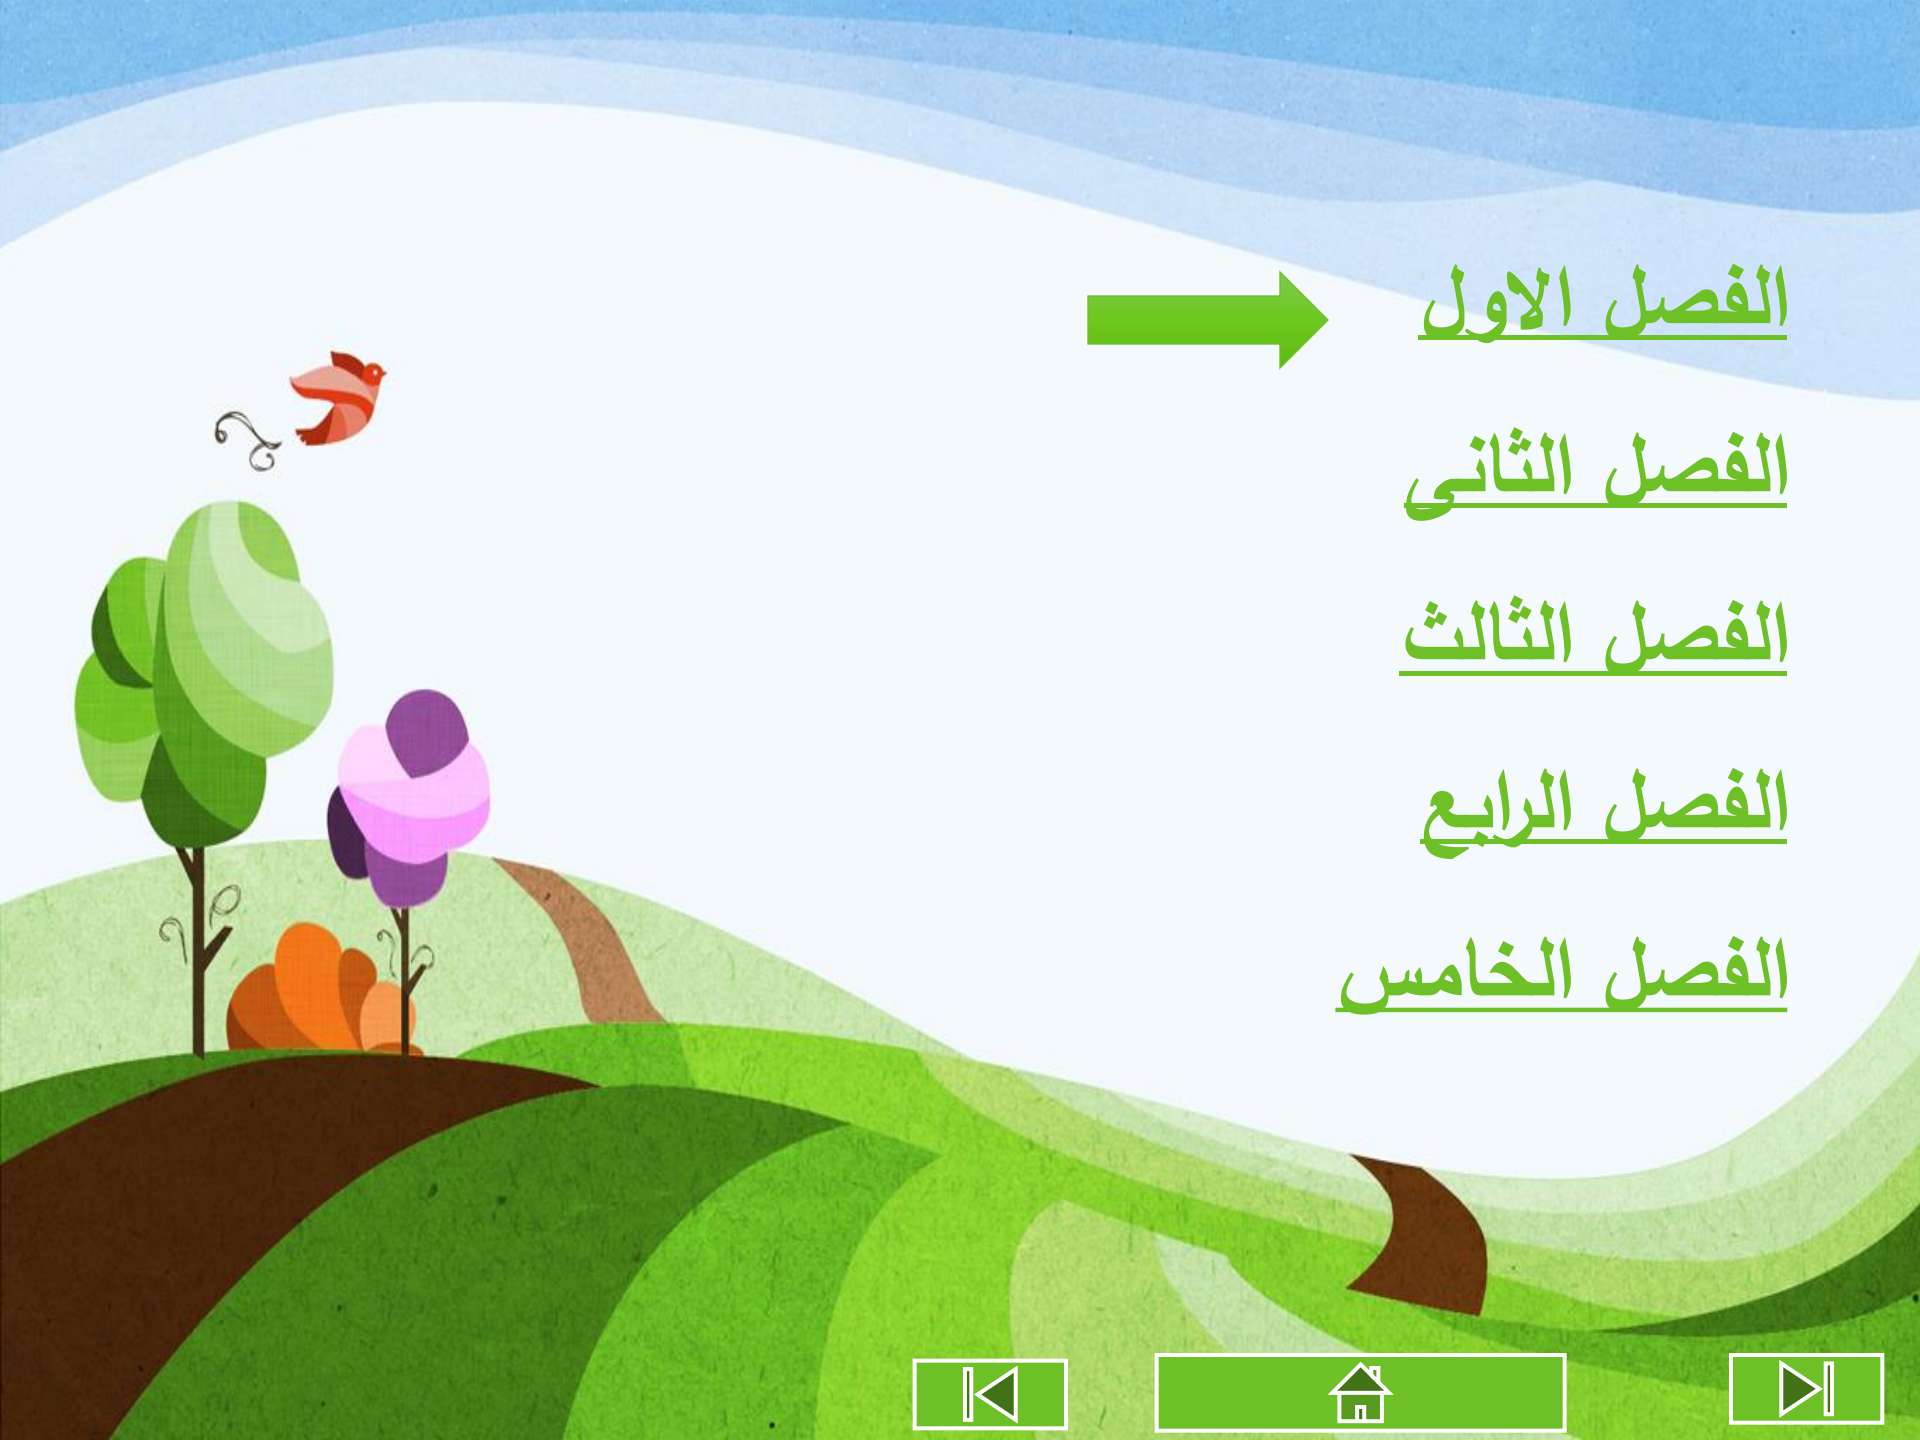 الفصل الاول
الفصل الثانى
الفصل الثالث
الفصل الرابع
الفصل الخامس